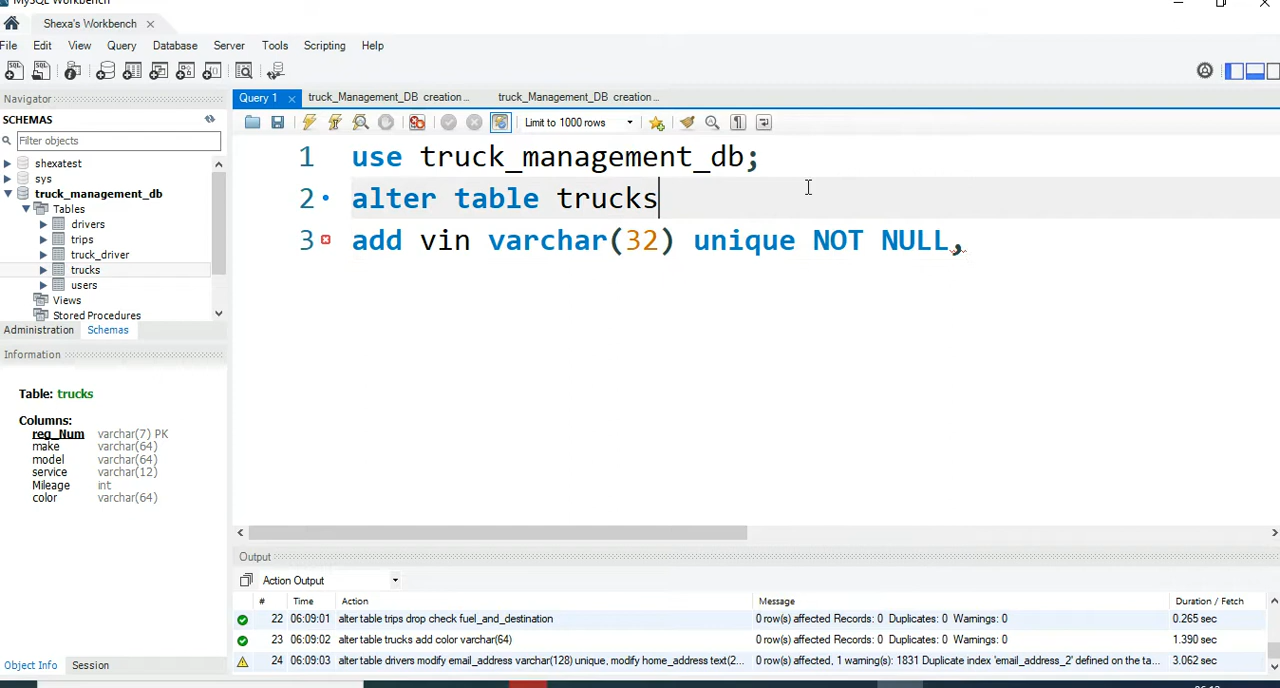 MySQL Workbench
Shexa's Workbench ×
File Edit View Query Database Server Tools Scripting Help
Navigator
SCHEMAS
Filter objects
shexatest
sys
truck_management_db
Tables
drivers
trips
truck_driver
trucks
users
Views
Stored Procedures
Administration Schemas
Information
Table: trucks
Columns:
reg_Num varchar(7) PK
make varchar(64)
model varchar(64)
service varchar(12)
Mileage int
color varchar(64)
Object Info Session
Query 1 × truck_Management_DB creation... truck_Management_DB creation...
Limit to 1000 rows
1 use truck_management_db;
2 alter table trucks
3 add vin varchar(32) unique NOT NULL,
Output
Action Output
# Time Action Message Duration / Fetch
22 06:09:01 alter table trips drop check fuel_and_destination 0 row(s) affected Records: 0 Duplicates: 0 Warnings: 0 0.265 sec
23 06:09:02 alter table trucks add color varchar(64) 0 row(s) affected Records: 0 Duplicates: 0 Warnings: 0 1.390 sec
24 06:09:03 alter table drivers modify email_address varchar(128) unique, modify home_address text(2... 0 row(s) affected, 1 warning(s): 1831 Duplicate index 'email_address_2' defined on the ta... 3.062 sec